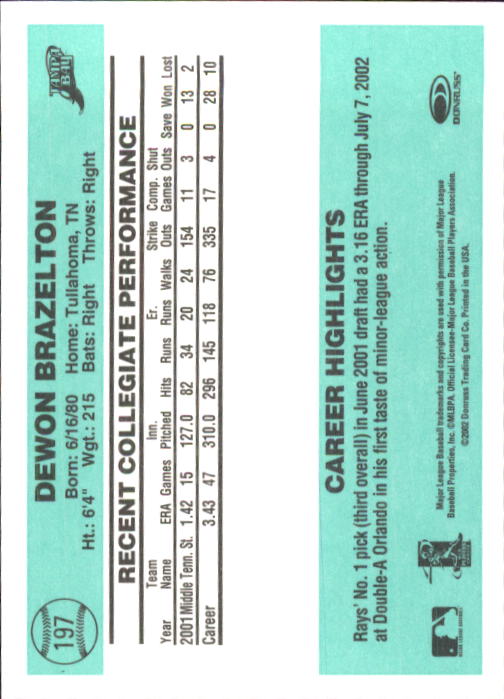 197
DEWON BRAZELTON
Born: 6/16/80 Home: Tullahoma, TN
Ht.: 6'4" Wgt.: 215 Bats: Right Throws: Right
TAMPA BAY
RECENT COLLEGIATE PERFORMANCE
Team Inn. Er. Strike Comp. Shut
Year Name ERA Games Pitched Hits Runs Runs Walks Outs Games Outs Save Won Lost
2001 Middle Tenn. St. 1.42 15 127.0 82 34 20 24 154 11 3 0 13 2
Career 3.43 47 310.0 296 145 118 76 335 17 4 0 28 10
CAREER HIGHLIGHTS
Rays' No. 1 pick (third overall) in June 2001 draft had a 3.16 ERA through July 7, 2002
at Double-A Orlando in his first taste of minor-league action.
Major League Baseball trademarks and copyrights are used with permission of Major League
Baseball Properties, Inc. ©MLBPA. Official Licensee-Major League Baseball Players Association.
©2002 Donruss Trading Card Co. Printed in the USA.
DONRUSS